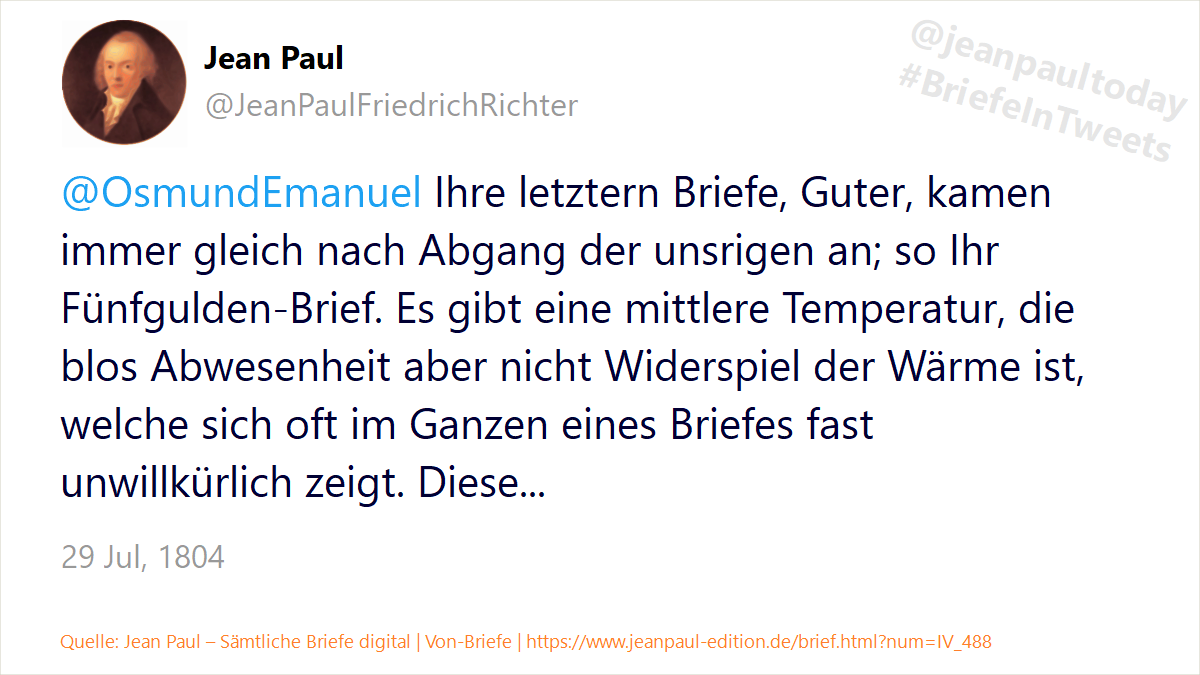 Jean Paul
@JeanPaulFriedrichRichter
@jeanpaultoday
#BriefeInTweets
@OsmundEmanuel Ihre letztern Briefe, Guter, kamen
immer gleich nach Abgang der unsrigen an; so Ihr
Fünfgulden-Brief. Es gibt eine mittlere Temperatur, die
blos Abwesenheit aber nicht Widerspiel der Wärme ist,
welche sich oft im Ganzen eines Briefes fast
unwillkürlich zeigt. Diese...
29 Jul, 1804
Quelle: Jean Paul – Sämtliche Briefe digital | Von-Briefe | https://www.jeanpaul-edition.de/brief.html?num=IV_488